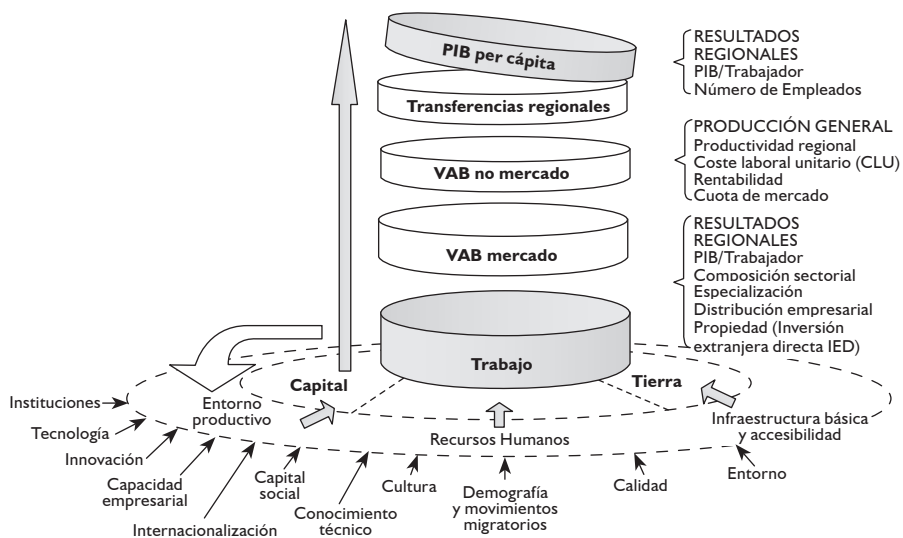 PIB per cápita
Transferencias regionales
VAB no mercado
VAB mercado
Trabajo
RESULTADOS
REGIONALES
PIB/Trabajador
Número de Empleados
PRODUCCIÓN GENERAL
Productividad regional
Coste laboral unitario (CLU)
Rentabilidad
Cuota de mercado
RESULTADOS
REGIONALES
PIB/Trabajador
Composición sectorial
Especialización
Distribución empresarial
Propiedad (Inversión
extranjera directa IED)
Capital
Tierra
Entorno
productivo
Recursos Humanos
Infraestructura básica
y accesibilidad
Instituciones
Tecnología
Innovación
Capacidad
empresarial
Internacionalización
Capital
social
Conocimiento
técnico
Cultura
Demografía
y movimientos
migratorios
Calidad
Entorno